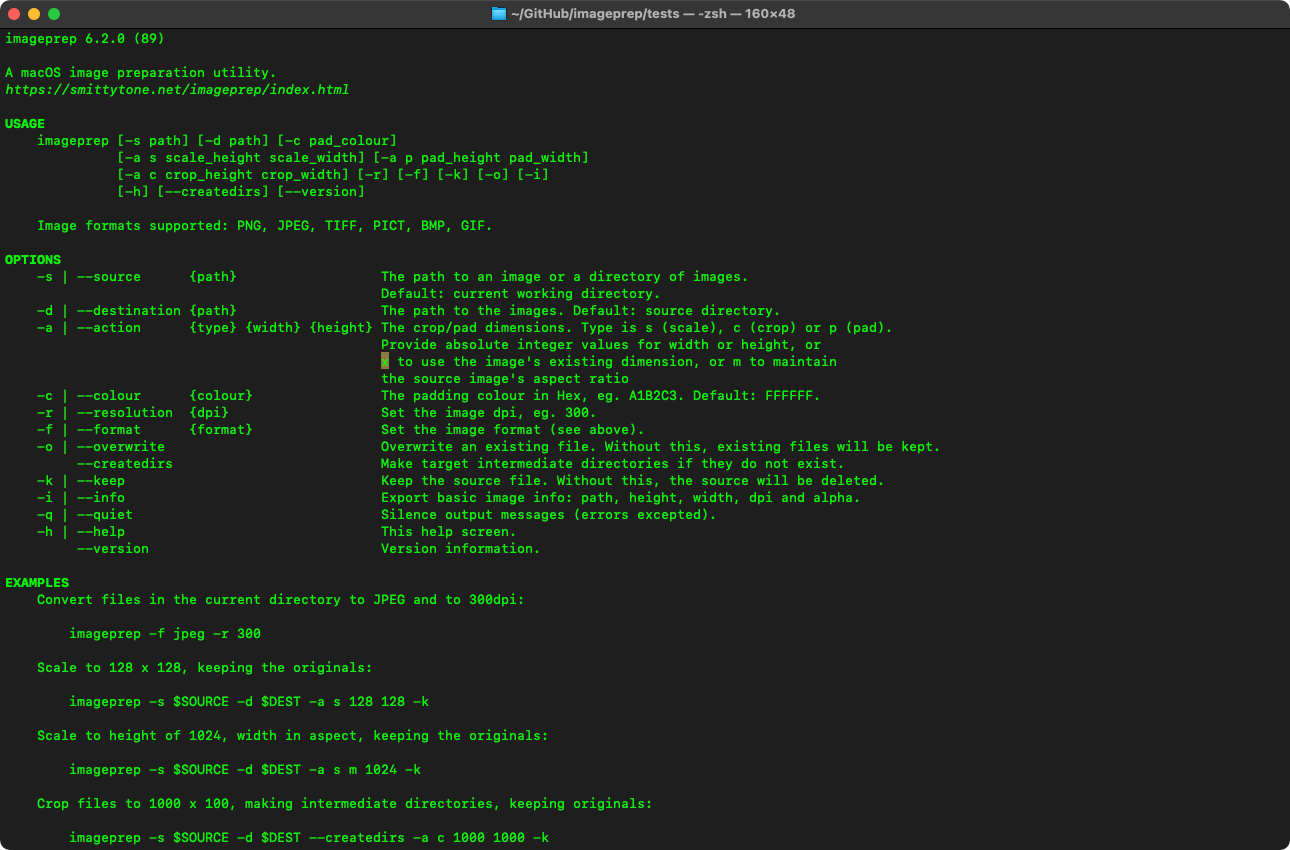 ~/GitHub/imageprep/tests — -zsh — 160×48
imageprep 6.2.0 (89)
A macOS image preparation utility.
https://smittytone.net/imageprep/index.html
USAGE
imageprep [-s path] [-d path] [-c pad_colour]
[-a s scale_height scale_width] [-a p pad_height pad_width]
[-a c crop_height crop_width] [-r] [-f] [-k] [-o] [-i]
[-h] [--createdirs] [--version]
Image formats supported: PNG, JPEG, TIFF, PICT, BMP, GIF.
OPTIONS
-s | --source {path} The path to an image or a directory of images.
Default: current working directory.
-d | --destination {path} The path to the images. Default: source directory.
-a | --action {type} {width} {height} The crop/pad dimensions. Type is s (scale), c (crop) or p (pad).
Provide absolute integer values for width or height, or
x to use the image's existing dimension, or m to maintain
the source image's aspect ratio
-c | --colour {colour} The padding colour in Hex, eg. A1B2C3. Default: FFFFFF.
-r | --resolution {dpi} Set the image dpi, eg. 300.
-f | --format {format} Set the image format (see above).
-o | --overwrite Overwrite an existing file. Without this, existing files will be kept.
--createdirs Make target intermediate directories if they do not exist.
-k | --keep Keep the source file. Without this, the source will be deleted.
-i | --info Export basic image info: path, height, width, dpi and alpha.
-q | --quiet Silence output messages (errors excepted).
-h | --help This help screen.
--version Version information.
EXAMPLES
Convert files in the current directory to JPEG and to 300dpi:
imageprep -f jpeg -r 300
Scale to 128 x 128, keeping the originals:
imageprep -s $SOURCE -d $DEST -a s 128 128 -k
Scale to height of 1024, width in aspect, keeping the originals:
imageprep -s $SOURCE -d $DEST -a s m 1024 -k
Crop files to 1000 x 100, making intermediate directories, keeping originals:
imageprep -s $SOURCE -d $DEST --createdirs -a c 1000 1000 -k